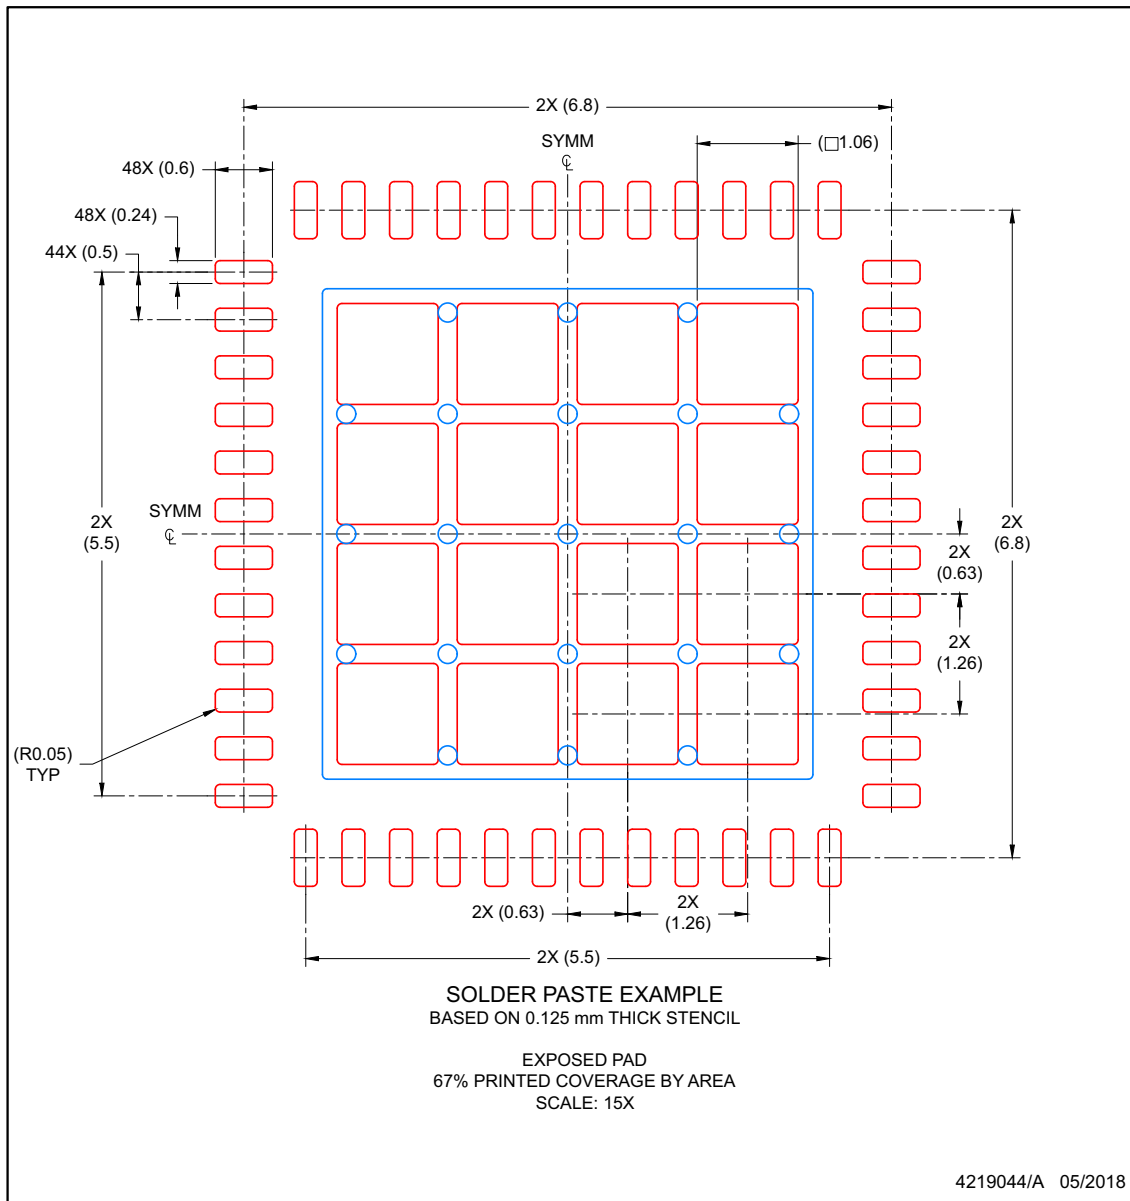 2X (6.8)
SYMM
℄
(□1.06)
48X (0.6)
48X (0.24)
44X (0.5)
SYMM
℄
2X
(5.5)
2X
(6.8)
2X
(0.63)
2X
(1.26)
(R0.05)
TYP
2X (0.63)
2X
(1.26)
2X (5.5)
SOLDER PASTE EXAMPLE
BASED ON 0.125 mm THICK STENCIL
EXPOSED PAD
67% PRINTED COVERAGE BY AREA
SCALE: 15X
4219044/A 05/2018